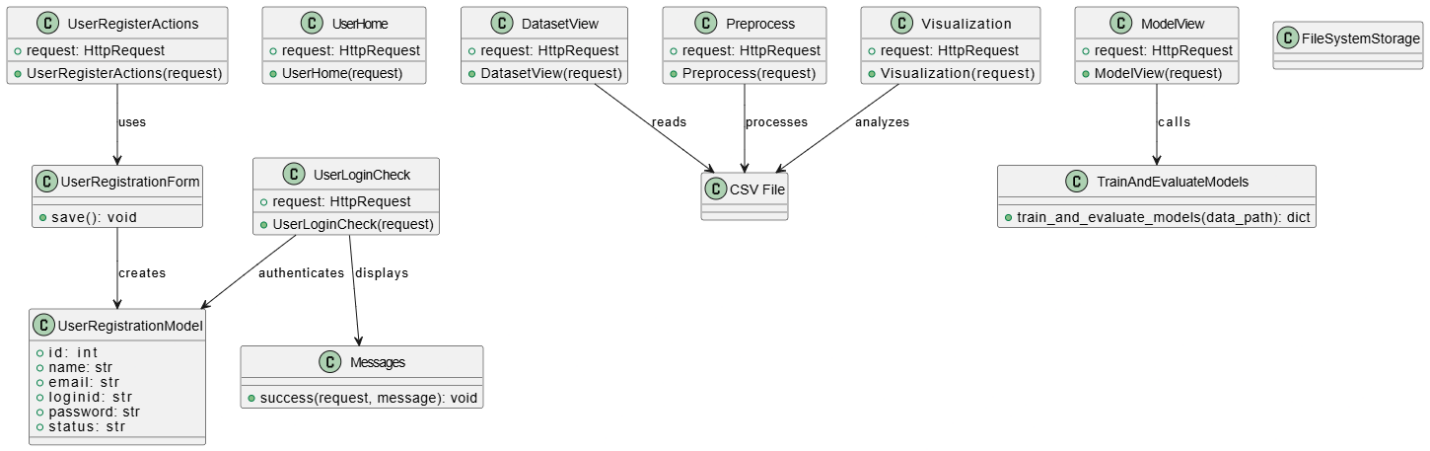 C UserRegisterActions
request: HttpRequest
UserRegisterActions(request)
C UserHome
request: HttpRequest
UserHome(request)
C DatasetView
request: HttpRequest
DatasetView(request)
C Preprocess
request: HttpRequest
Preprocess(request)
C Visualization
request: HttpRequest
Visualization(request)
C ModelView
request: HttpRequest
ModelView(request)
C FileSystemStorage
uses
reads
processes
analyzes
calls
C UserRegistrationForm
save(): void
C UserLoginCheck
request: HttpRequest
UserLoginCheck(request)
C CSV File
C TrainAndEvaluateModels
train_and_evaluate_models(data_path): dict
creates
authenticates
displays
C UserRegistrationModel
id: int
name: str
email: str
loginid: str
password: str
status: str
C Messages
success(request, message): void